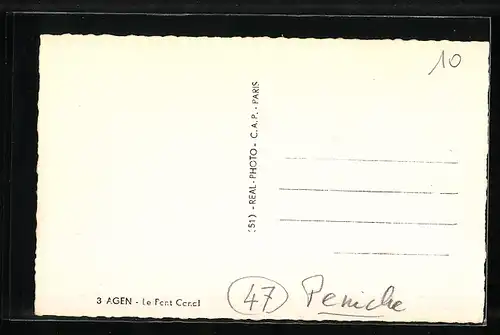 10
(51) - REAL-PHOTO - C.A.P. - PARIS
3 AGEN - Le Pont Canal
47 Peniche